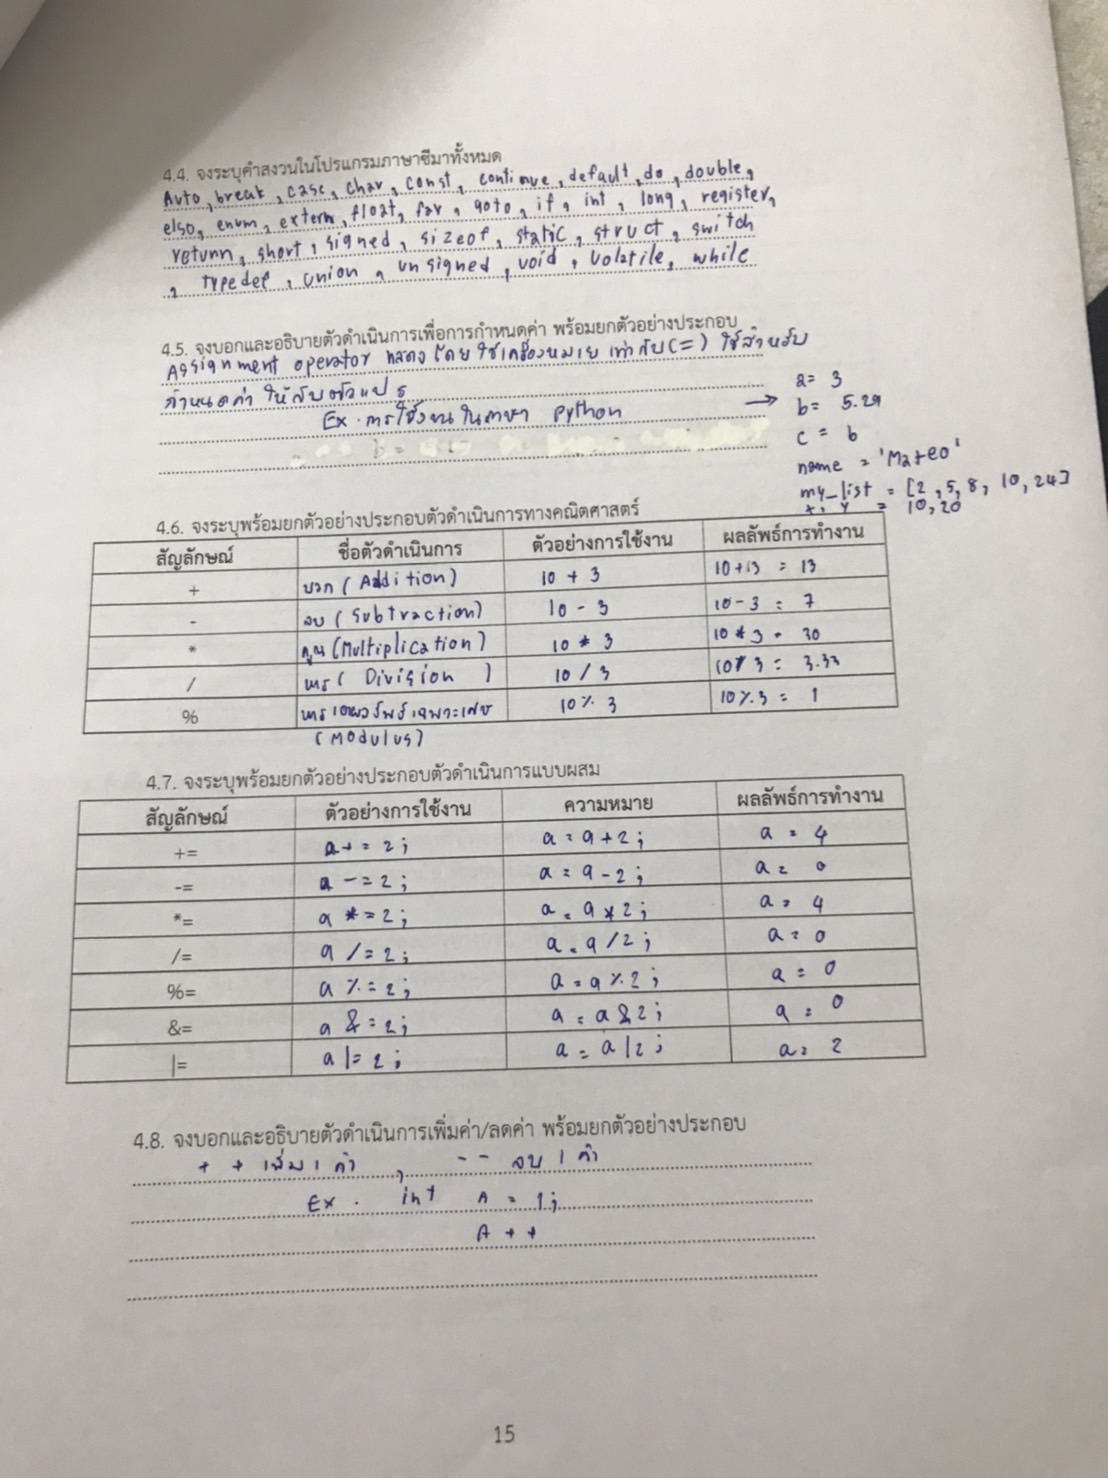 4.4. จงระบุคำสงวนในโปรแกรมภาษาซีมาทั้งหมด
Auto, break, case, char, const, continue, default, do, double,
else, enum, extern, float, for, goto, if, int, long, register,
return, short, signed, sizeof, static, struct, switch
, typedef, union, unsigned, void, volatile, while
4.5. จงบอกและอธิบายตัวดำเนินการเพื่อการกำหนดค่า พร้อมยกตัวอย่างประกอบ
Assignment operator แสดงโดยใช้เครื่องหมายเท่ากับ(=) ใช้สำหรับ
กำหนดค่าให้กับตัวแปร
Ex. การใช้งานในภาษา Python →
a = 3
b = 5.29
c = b
name = 'Mateo'
my_list = [2, 5, 8, 10, 24]
x, y = 10, 20
4.6. จงระบุพร้อมยกตัวอย่างประกอบตัวดำเนินการทางคณิตศาสตร์
สัญลักษณ์ ชื่อตัวดำเนินการ ตัวอย่างการใช้งาน ผลลัพธ์การทำงาน
+ บวก (Addition) 10 + 3 10+13 = 13
- ลบ (Subtraction) 10 - 3 10-3 = 7
* คูณ (Multiplication) 10 * 3 10*3 = 30
/ หาร (Division) 10 / 3 10/3 = 3.33
% หารเอาผลลัพธ์เฉพาะเศษ 10 % 3 10%3 = 1
(Modulus)
4.7. จงระบุพร้อมยกตัวอย่างประกอบตัวดำเนินการแบบผสม
สัญลักษณ์ ตัวอย่างการใช้งาน ความหมาย ผลลัพธ์การทำงาน
+= a += 2; a = a+2; a = 4
-= a -= 2; a = a-2; a = 0
*= a *= 2; a = a*2; a = 4
/= a /= 2; a = a/2; a = 0
%= a %= 2; a = a%2; a = 0
&= a &= 2; a = a&2; a = 0
|= a |= 2; a = a|2; a = 2
4.8. จงบอกและอธิบายตัวดำเนินการเพิ่มค่า/ลดค่า พร้อมยกตัวอย่างประกอบ
++ เพิ่ม 1 ค่า, -- ลบ 1 ค่า
Ex. int A = 1;
A++
15